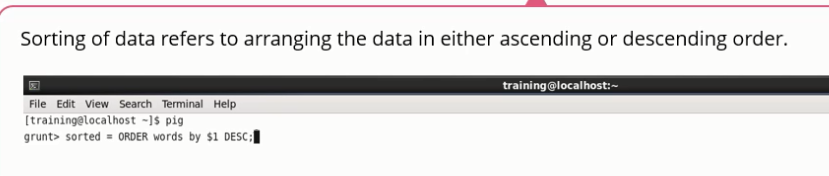 Sorting of data refers to arranging the data in either ascending or descending order.
training@localhost:~
File Edit View Search Terminal Help
[training@localhost ~]$ pig
grunt> sorted = ORDER words by $1 DESC;